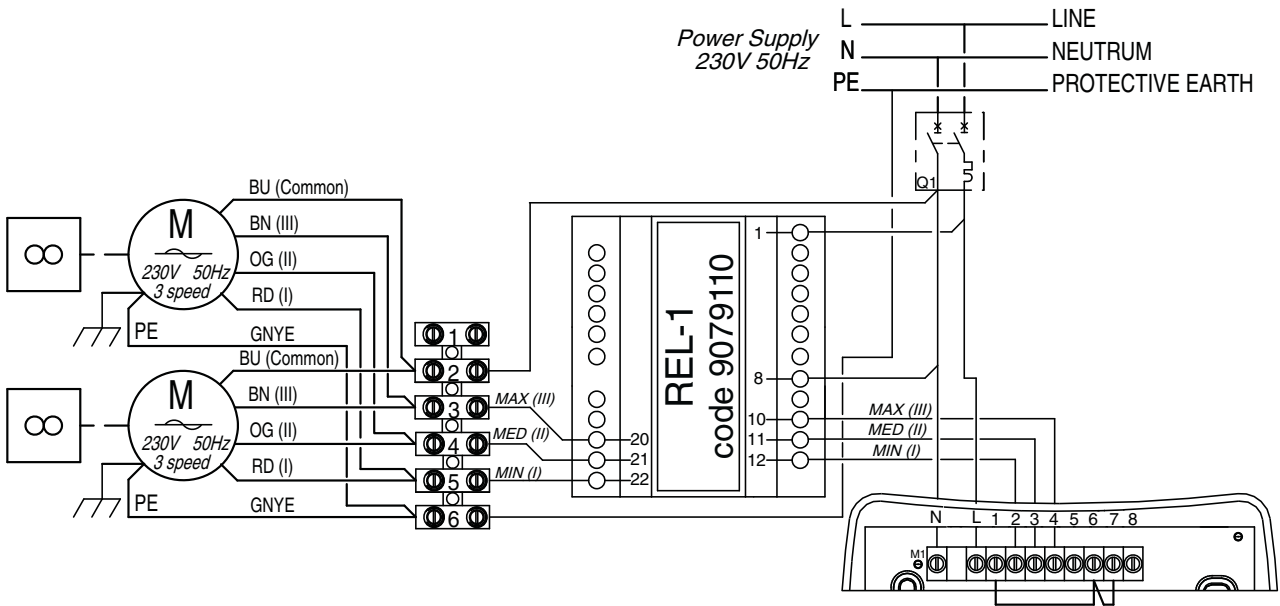 L LINE
Power Supply
230V 50Hz
N NEUTRUM
PE PROTECTIVE EARTH
Q1
BU (Common)
BN (III)
OG (II)
RD (I)
M
230V 50Hz
3 speed
PE
GNYE
BU (Common)
BN (III)
OG (II)
RD (I)
M
230V 50Hz
3 speed
PE
GNYE
1
2
3
4
5
6
MAX (III)
MED (II)
MIN (I)
20
21
22
REL-1
code 9079110
1
8
10
11
12
MAX (III)
MED (II)
MIN (I)
N L 1 2 3 4 5 6 7 8
M1